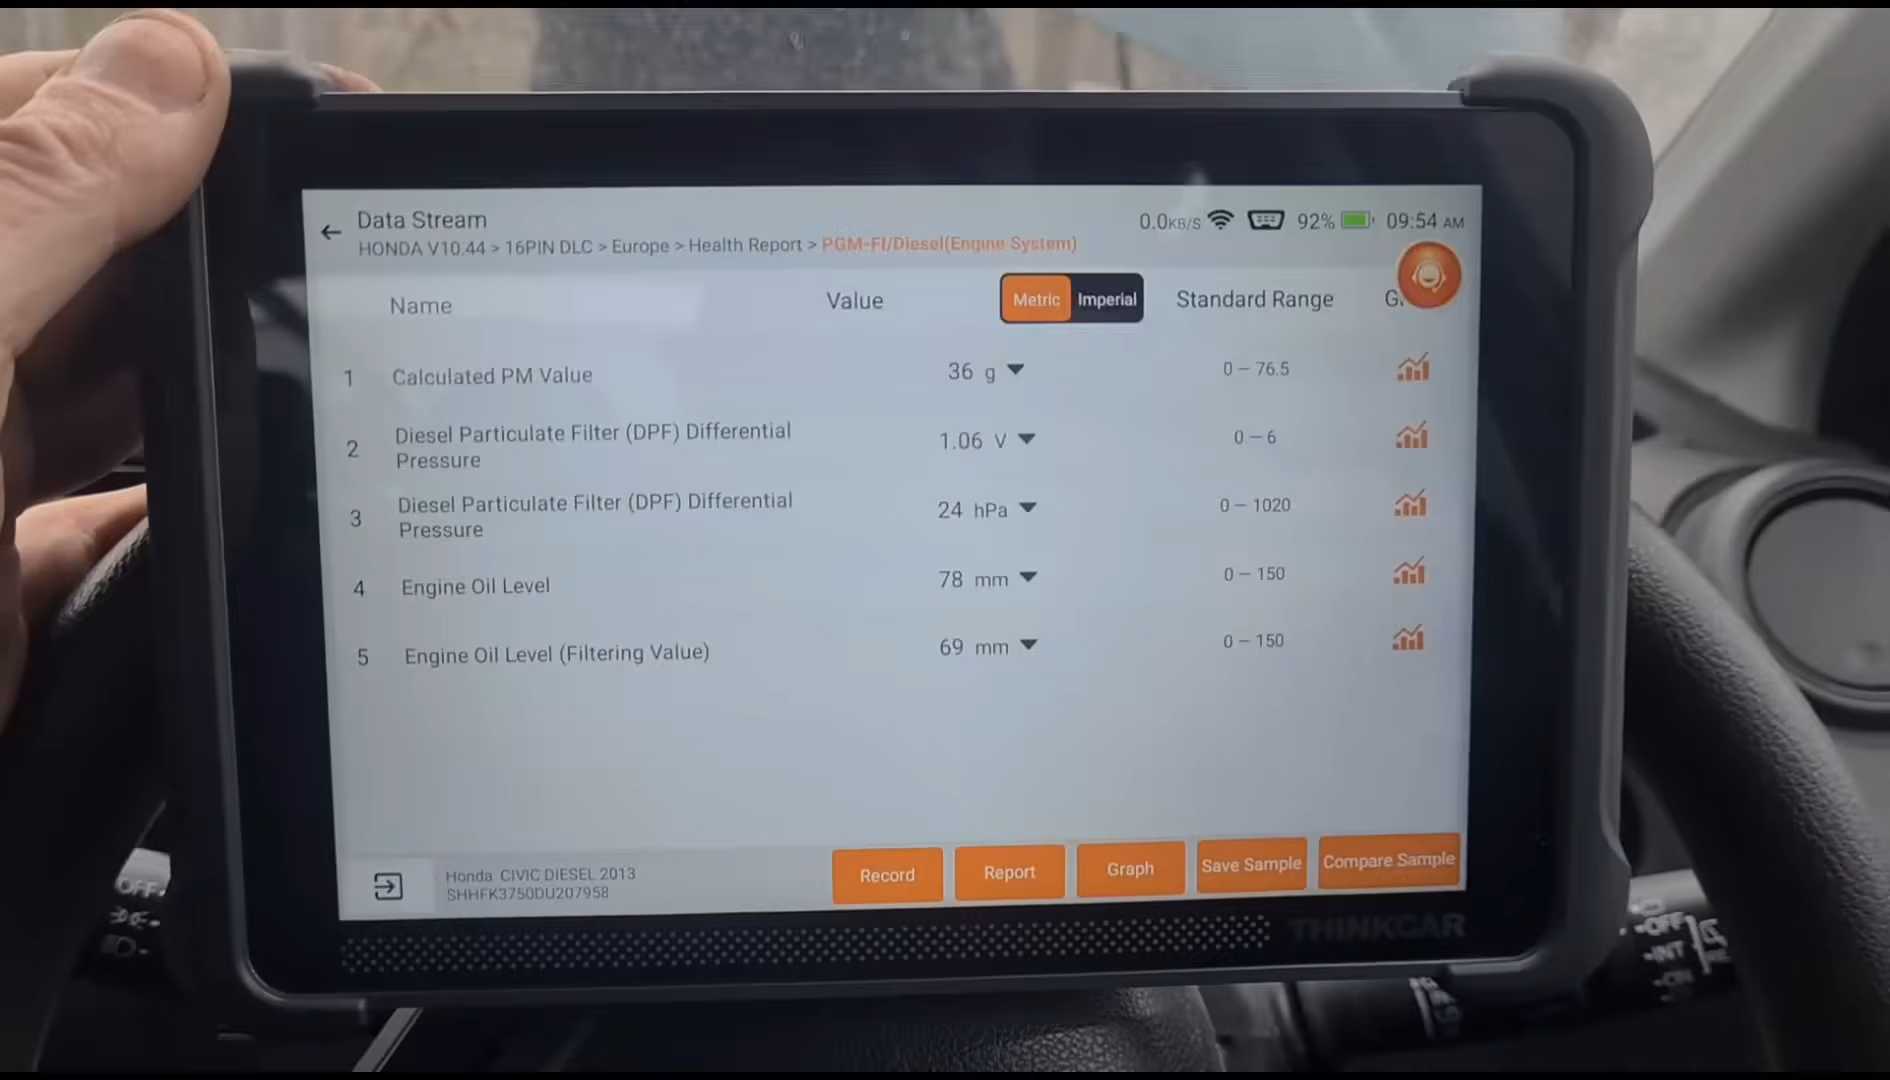 Data Stream
0.0KB/S 92% 09:54 AM
HONDA V10.44 > 16PIN DLC > Europe > Health Report > PGM-FI/Diesel(Engine System)
Name Value Metric Imperial Standard Range
1 Calculated PM Value 36 g 0 – 76.5
2 Diesel Particulate Filter (DPF) Differential
Pressure 1.06 V 0 – 6
3 Diesel Particulate Filter (DPF) Differential
Pressure 24 hPa 0 – 1020
4 Engine Oil Level 78 mm 0 – 150
5 Engine Oil Level (Filtering Value) 69 mm 0 – 150
Honda CIVIC DIESEL 2013
SHHFK3750DU207958
Record Report Graph Save Sample Compare Sample
THINKCAR
OFF
OFF
INT